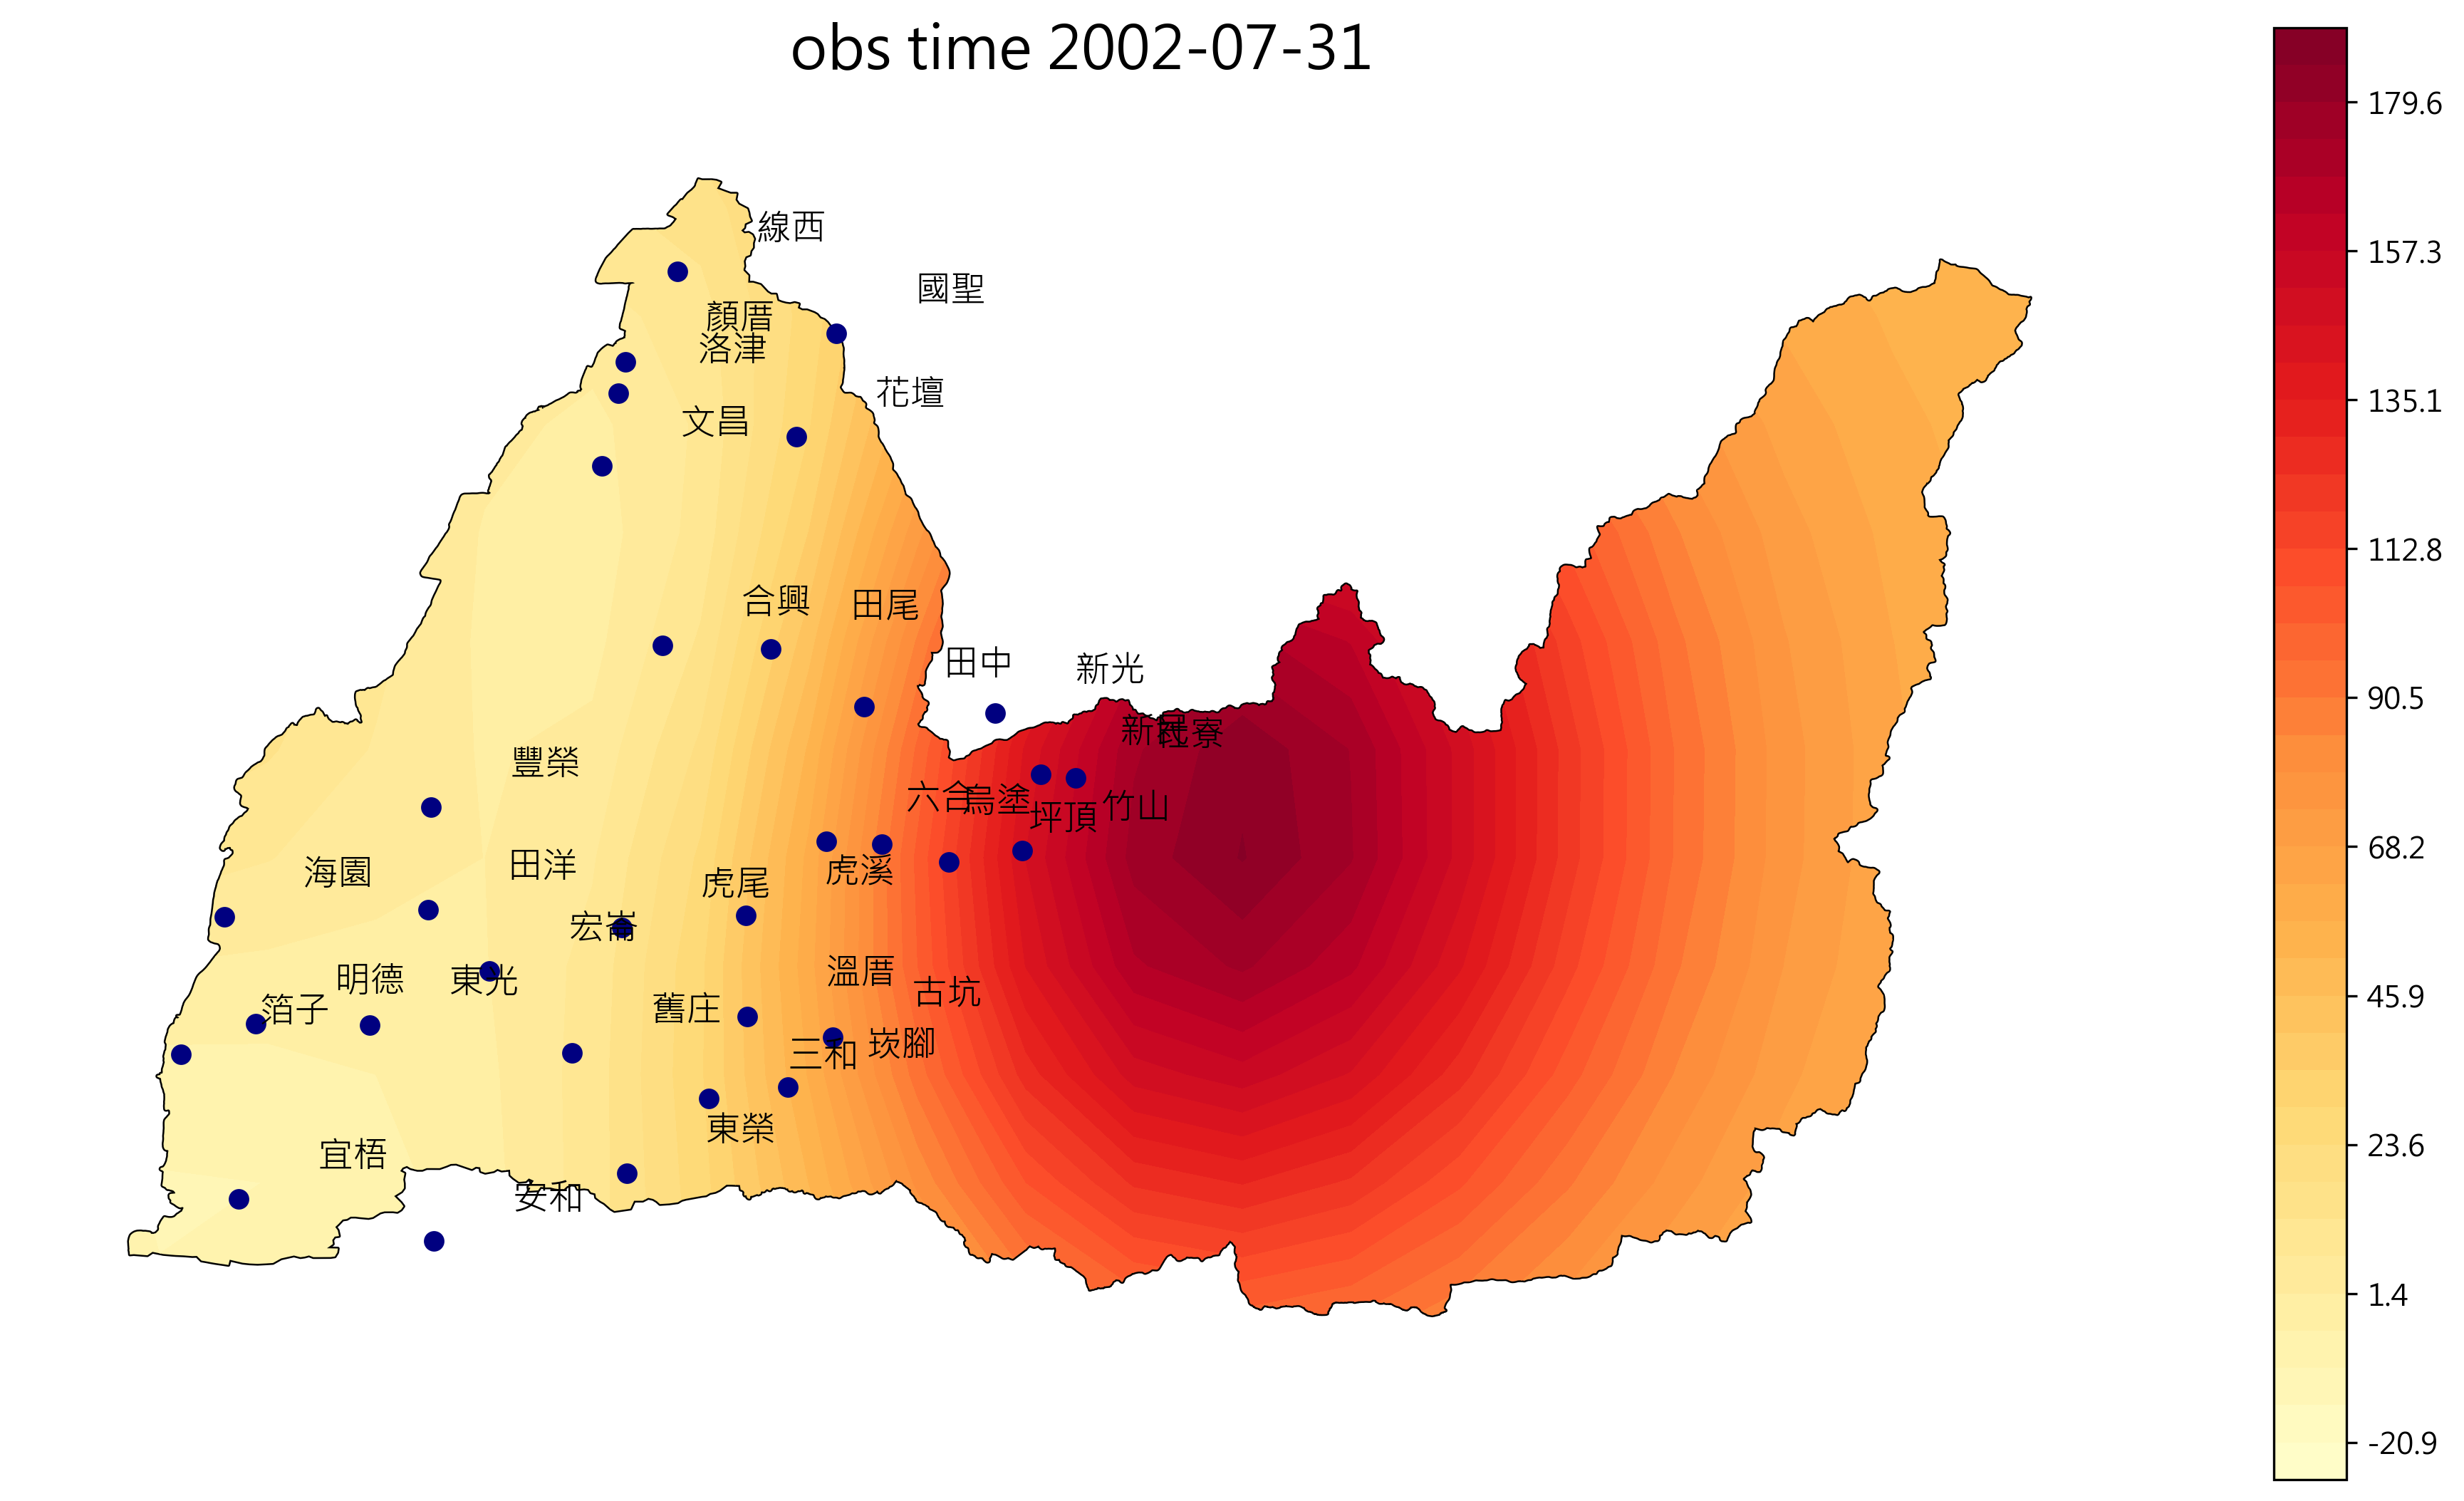 obs time 2002-07-31
線西
國聖
顏厝
洛津
花壇
文昌
合興
田尾
田中
新光
新民
社寮
豐榮
六合
烏塗
坪頂
竹山
海園
田洋
虎尾
虎溪
宏崙
溫厝
明德
東光
古坑
箔子
舊庄
三和
崁腳
東榮
宜梧
安和
179.6
157.3
135.1
112.8
90.5
68.2
45.9
23.6
1.4
-20.9